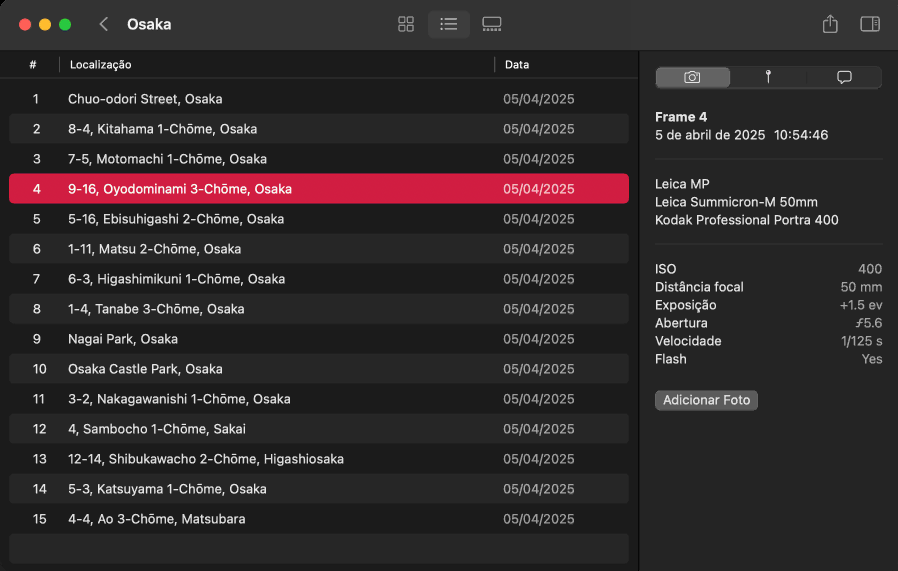 Osaka
# Localização Data
1 Chuo-odori Street, Osaka 05/04/2025
2 8-4, Kitahama 1-Chōme, Osaka 05/04/2025
3 7-5, Motomachi 1-Chōme, Osaka 05/04/2025
4 9-16, Oyodominami 3-Chōme, Osaka 05/04/2025
5 5-16, Ebisuhigashi 2-Chōme, Osaka 05/04/2025
6 1-11, Matsu 2-Chōme, Osaka 05/04/2025
7 6-3, Higashimikuni 1-Chōme, Osaka 05/04/2025
8 1-4, Tanabe 3-Chōme, Osaka 05/04/2025
9 Nagai Park, Osaka 05/04/2025
10 Osaka Castle Park, Osaka 05/04/2025
11 3-2, Nakagawanishi 1-Chōme, Osaka 05/04/2025
12 4, Sambocho 1-Chōme, Sakai 05/04/2025
13 12-14, Shibukawacho 2-Chōme, Higashiosaka 05/04/2025
14 5-3, Katsuyama 1-Chōme, Osaka 05/04/2025
15 4-4, Ao 3-Chōme, Matsubara 05/04/2025
Frame 4
5 de abril de 2025 10:54:46
Leica MP
Leica Summicron-M 50mm
Kodak Professional Portra 400
ISO 400
Distância focal 50 mm
Exposição +1.5 ev
Abertura ƒ5.6
Velocidade 1/125 s
Flash Yes
Adicionar Foto